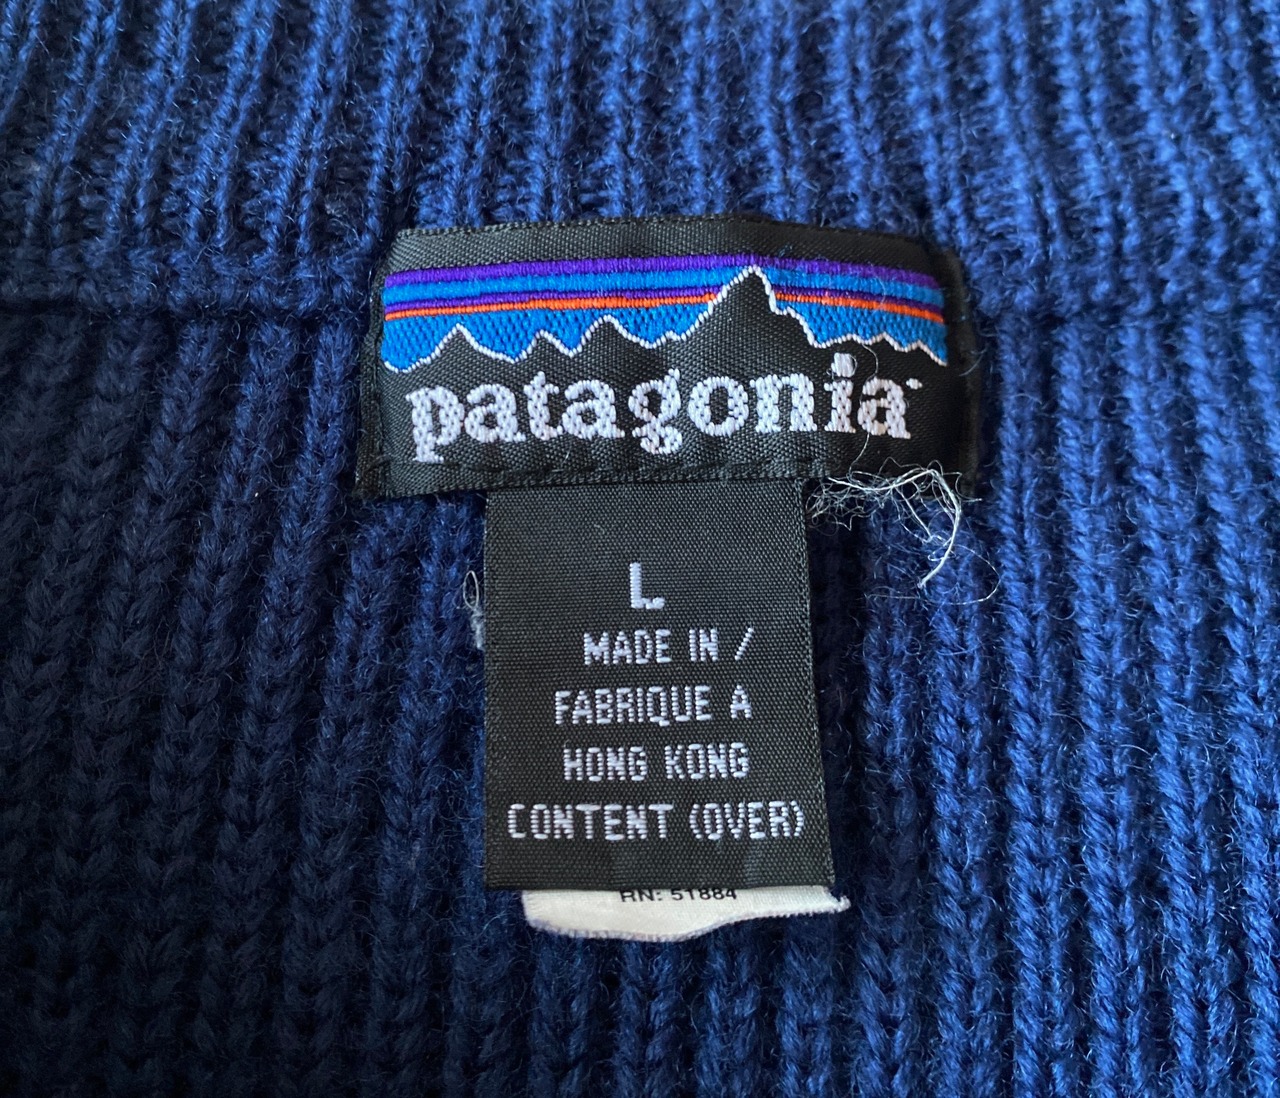 patagonia
L
MADE IN /
FABRIQUE A
HONG KONG
CONTENT (OVER)
RN: 51884